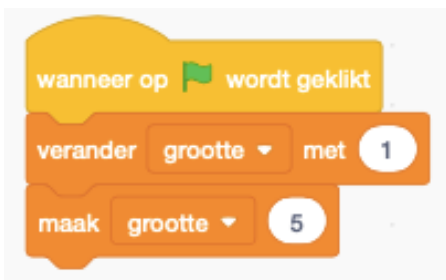 wanneer op wordt geklikt
verander grootte met 1
maak grootte 5